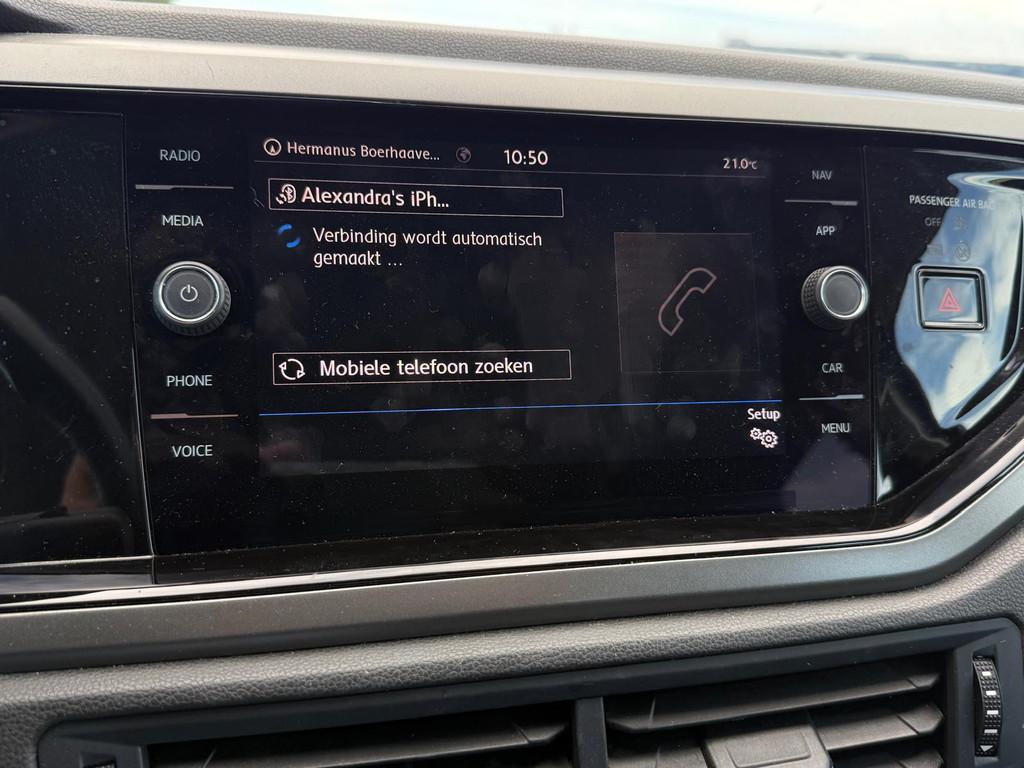 RADIO
MEDIA
PHONE
VOICE
Hermanus Boerhaave...
10:50
21.0°C
Alexandra's iPh...
Verbinding wordt automatisch
gemaakt ...
Mobiele telefoon zoeken
Setup
NAV
APP
CAR
MENU
PASSENGER AIR BAG
OFF